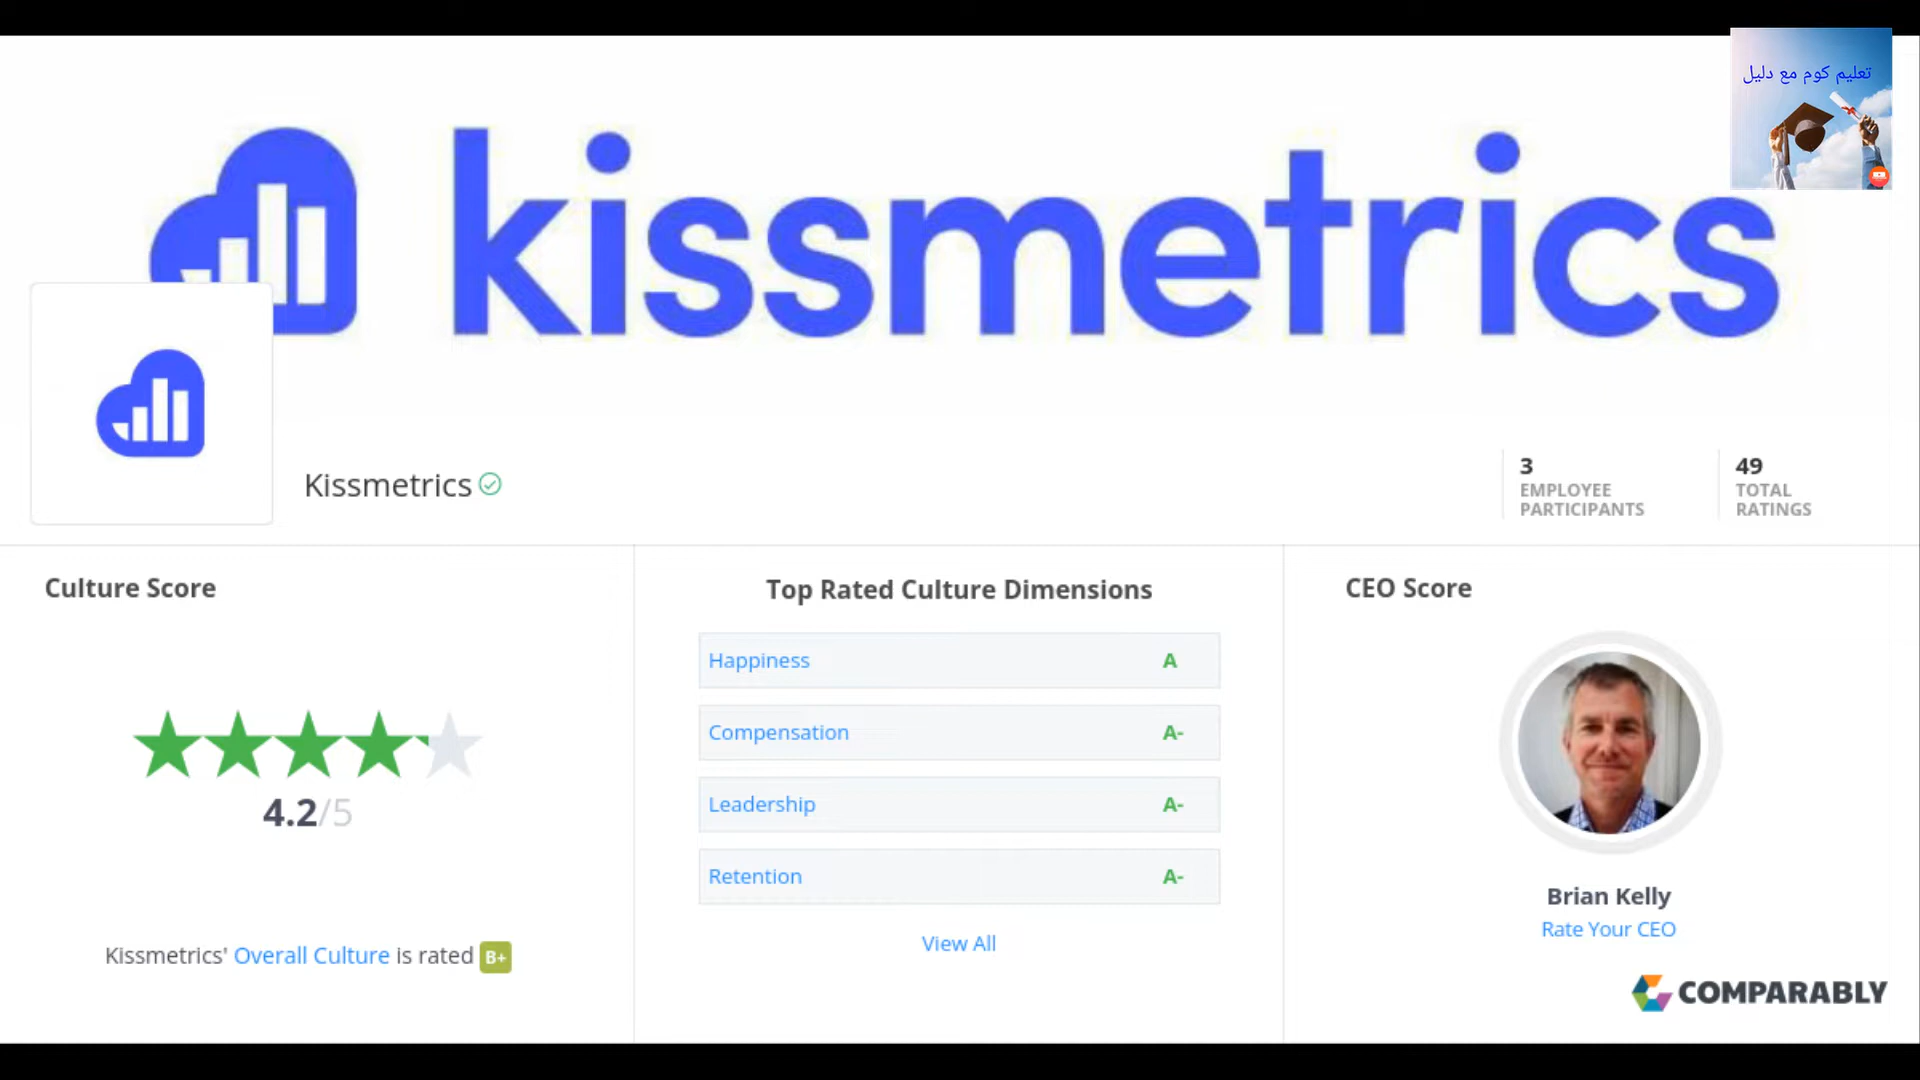 تعليم كوم مع دليل
kissmetrics
Kissmetrics
3
EMPLOYEE
PARTICIPANTS
49
TOTAL
RATINGS
Culture Score
4.2/5
Kissmetrics' Overall Culture is rated B+
Top Rated Culture Dimensions
Happiness A
Compensation A-
Leadership A-
Retention A-
View All
CEO Score
Brian Kelly
Rate Your CEO
COMPARABLY